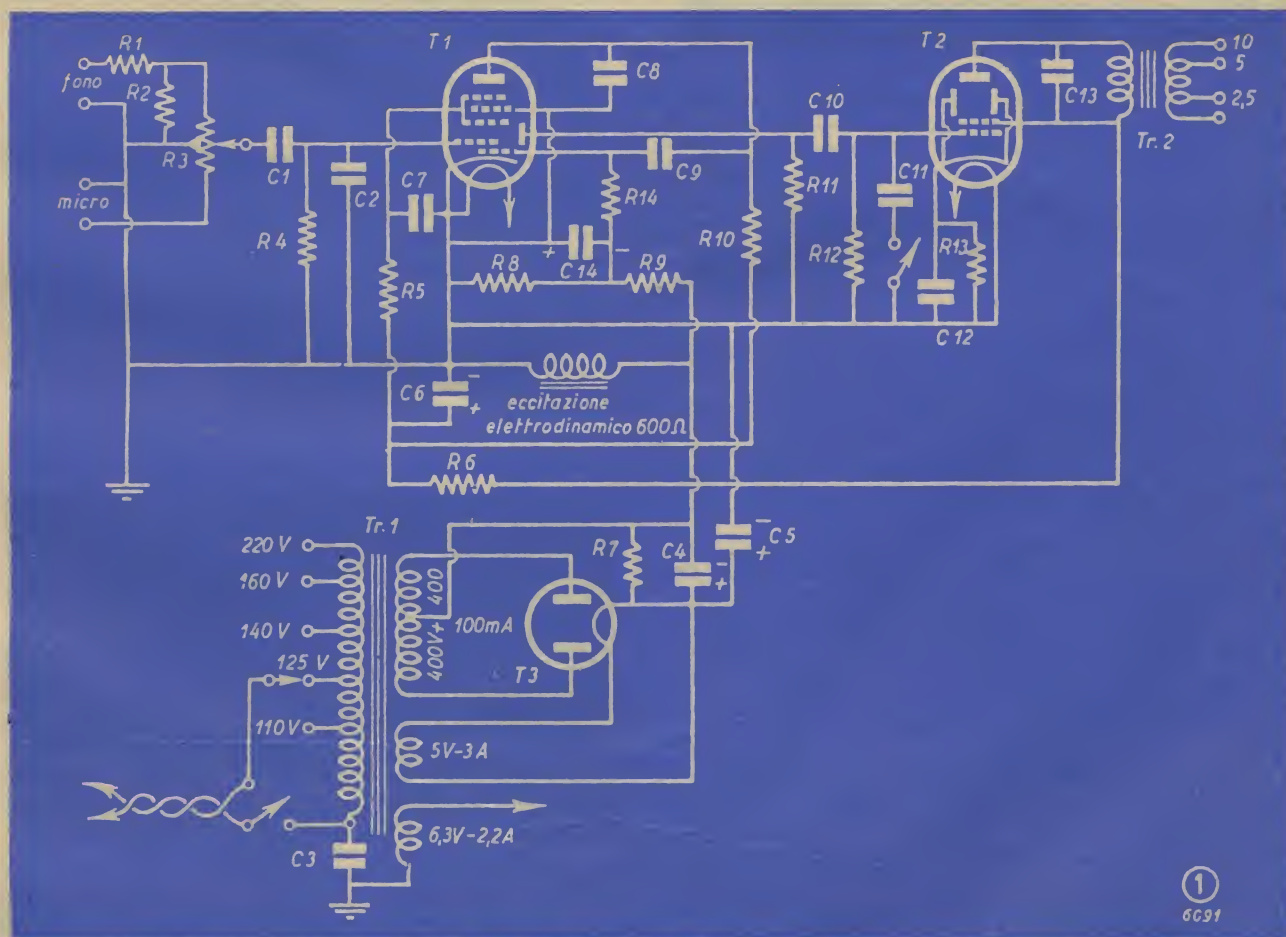 R1
fono
R2
R3
micro
C1
R4
C2
T1
C7
R5
C8
C9
R14
+
C14
−
R8
R9
R10
C10
R11
R12
C11
T2
R13
C12
C13
Tr.2
10
5
2,5
C6
−
+
eccitazione
elettrodinamico 600Ω
R6
Tr.1
220 V
160 V
140 V
125 V
110 V
400
400V+
100mA
T3
R7
C4
−
+
C5
−
+
5V-3A
6,3V-2,2A
C3
1
6C91